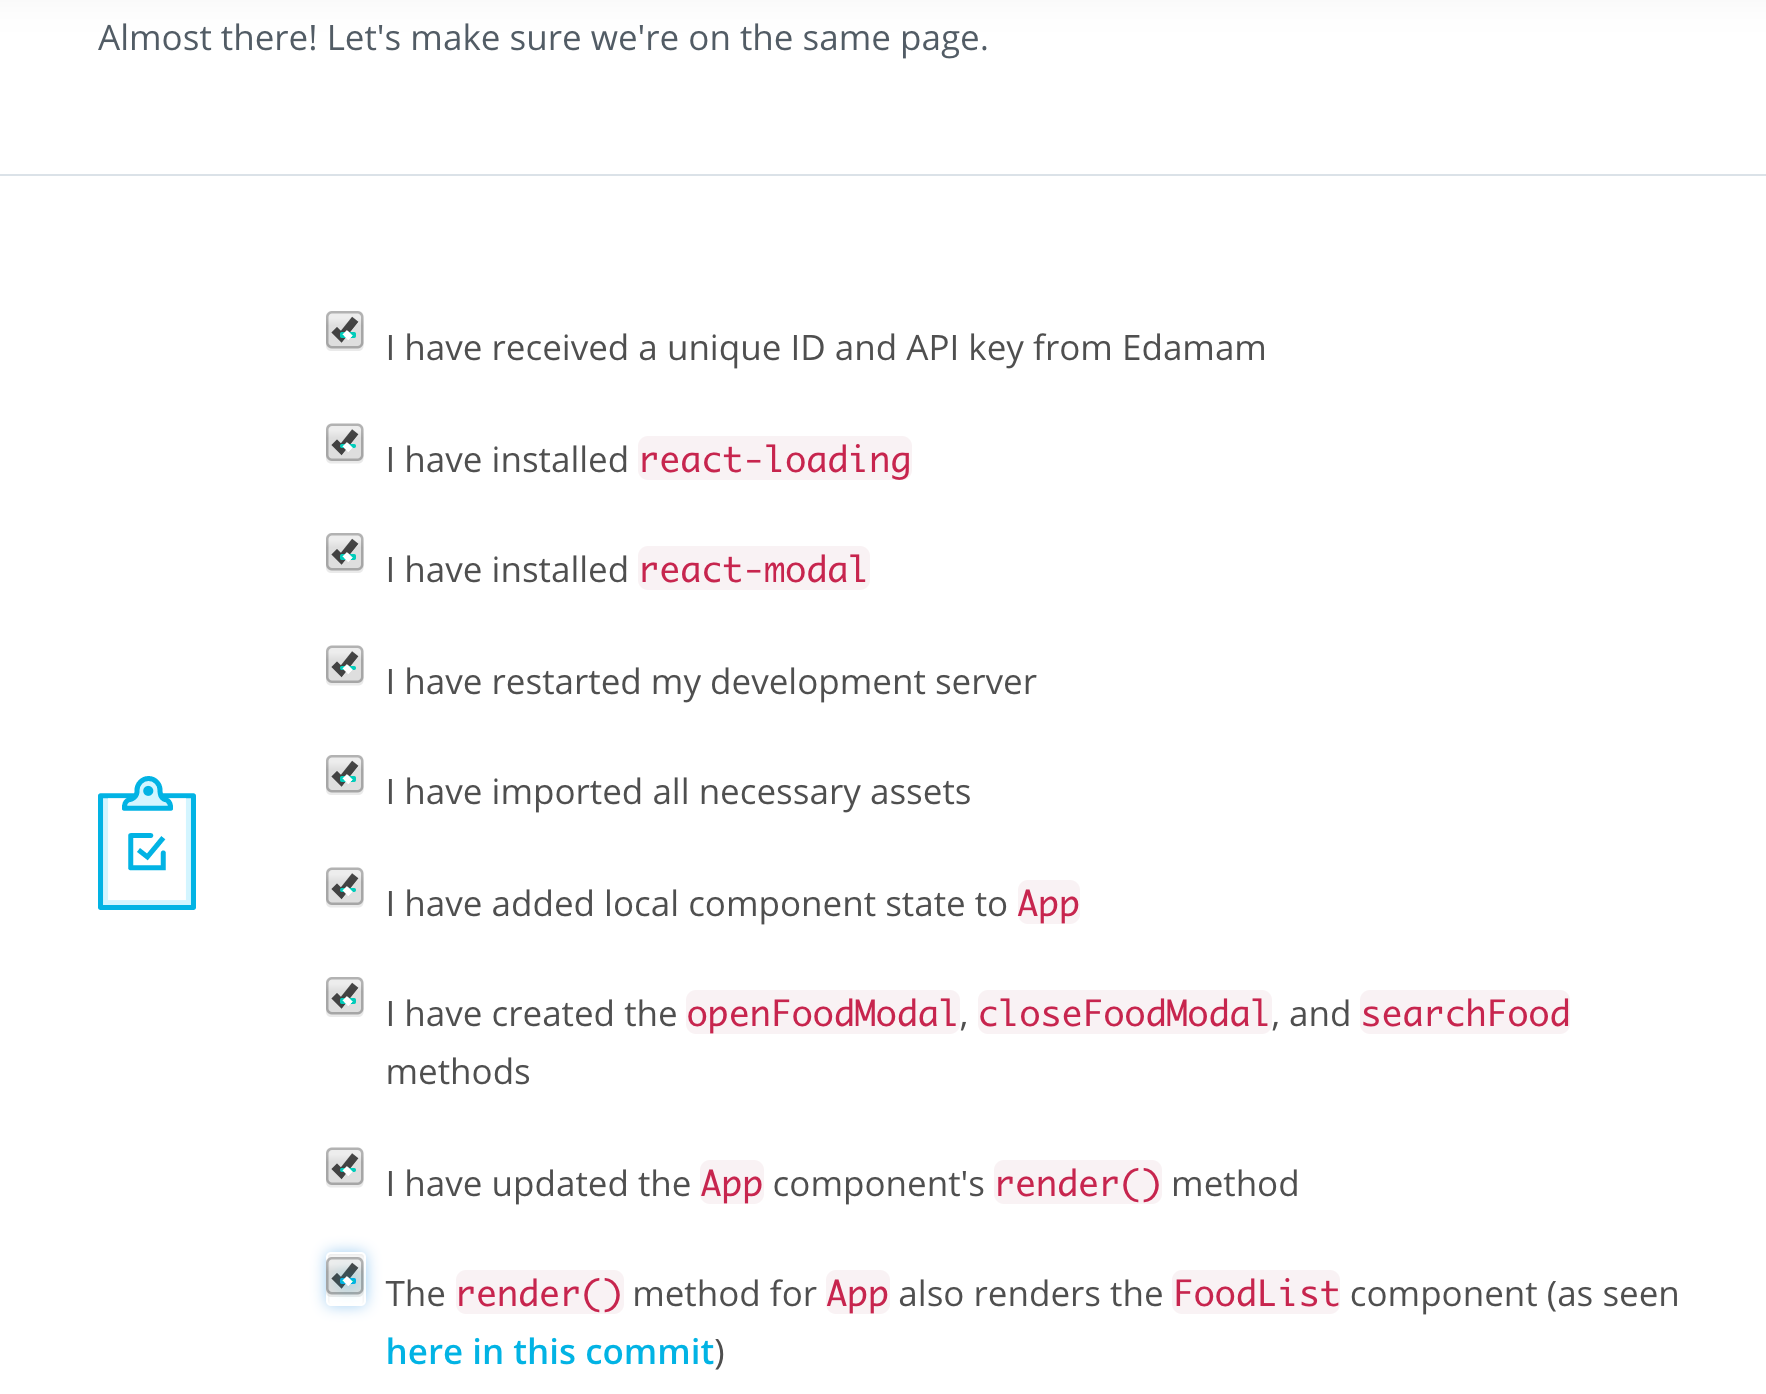 Almost there! Let's make sure we're on the same page.
I have received a unique ID and API key from Edamam
I have installed react-loading
I have installed react-modal
I have restarted my development server
I have imported all necessary assets
I have added local component state to App
I have created the openFoodModal, closeFoodModal, and searchFood
methods
I have updated the App component's render() method
The render() method for App also renders the FoodList component (as seen
here in this commit)